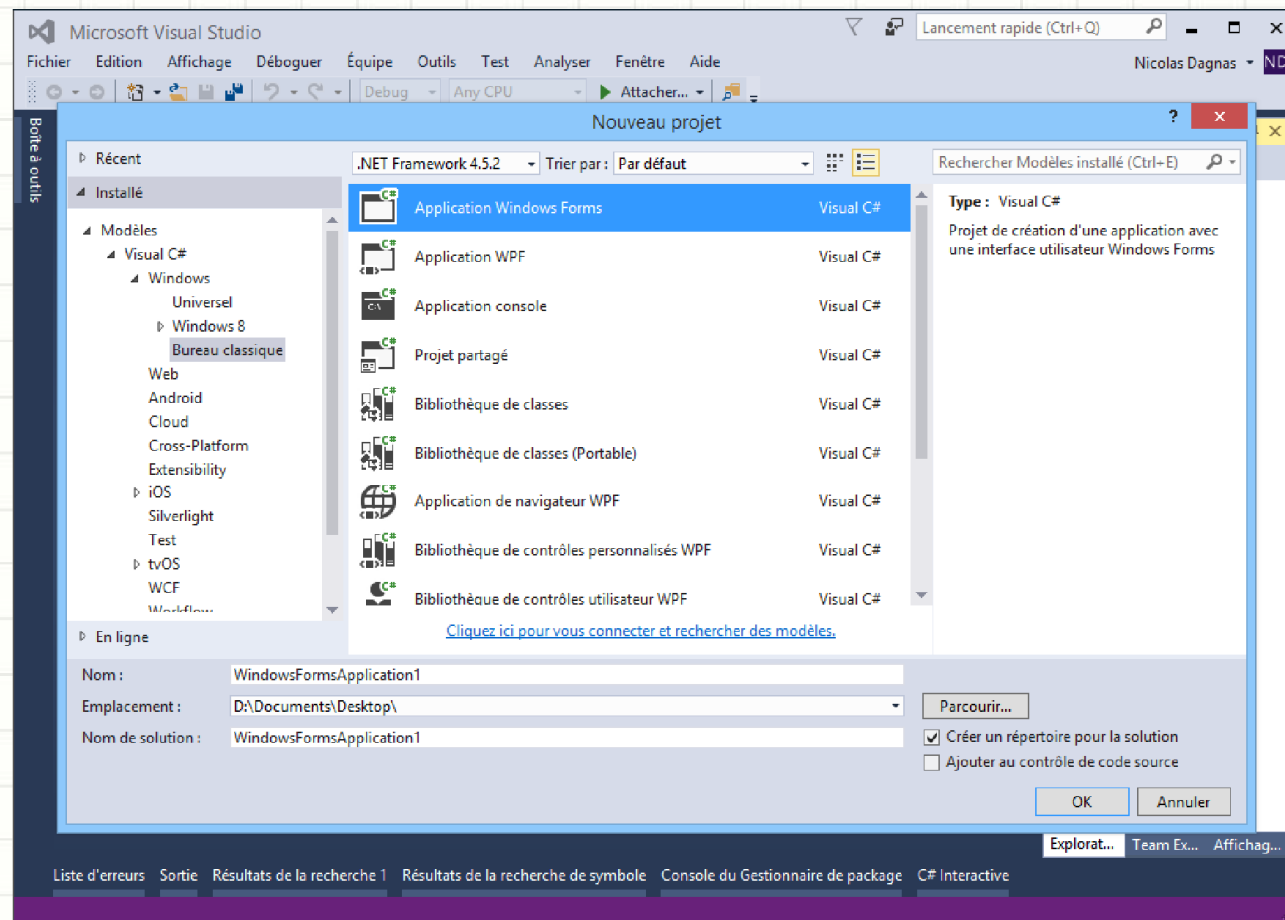 Microsoft Visual Studio
Lancement rapide (Ctrl+Q)
Fichier Edition Affichage Déboguer Équipe Outils Test Analyser Fenêtre Aide
Nicolas Dagnas ND
Debug Any CPU Attacher...
Boîte à outils
Nouveau projet
? ×
Récent
.NET Framework 4.5.2 Trier par : Par défaut
Rechercher Modèles installé (Ctrl+E)
Installé
Modèles
Visual C#
Windows
Universel
Windows 8
Bureau classique
Web
Android
Cloud
Cross-Platform
Extensibility
iOS
Silverlight
Test
tvOS
WCF
Workflow
En ligne
Application Windows Forms Visual C#
Application WPF Visual C#
Application console Visual C#
Projet partagé Visual C#
Bibliothèque de classes Visual C#
Bibliothèque de classes (Portable) Visual C#
Application de navigateur WPF Visual C#
Bibliothèque de contrôles personnalisés WPF Visual C#
Bibliothèque de contrôles utilisateur WPF Visual C#
Cliquez ici pour vous connecter et rechercher des modèles.
Type : Visual C#
Projet de création d'une application avec
une interface utilisateur Windows Forms
Nom : WindowsFormsApplication1
Emplacement : D:\Documents\Desktop\
Parcourir...
Nom de solution : WindowsFormsApplication1
Créer un répertoire pour la solution
Ajouter au contrôle de code source
OK Annuler
Explorat... Team Ex... Affichag...
Liste d'erreurs Sortie Résultats de la recherche 1 Résultats de la recherche de symbole Console du Gestionnaire de package C# Interactive